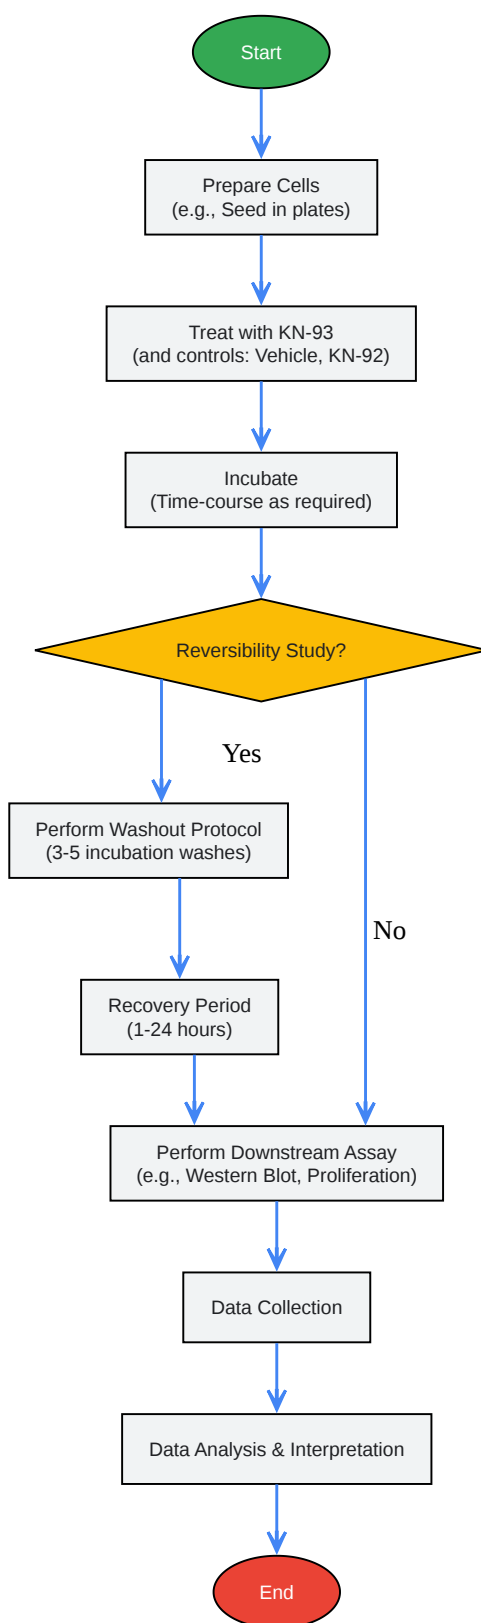 Start
Prepare Cells
(e.g., Seed in plates)
Treat with KN-93
(and controls: Vehicle, KN-92)
Incubate
(Time-course as required)
Reversibility Study?
Yes
Perform Washout Protocol
(3-5 incubation washes)
No
Recovery Period
(1-24 hours)
Perform Downstream Assay
(e.g., Western Blot, Proliferation)
Data Collection
Data Analysis & Interpretation
End